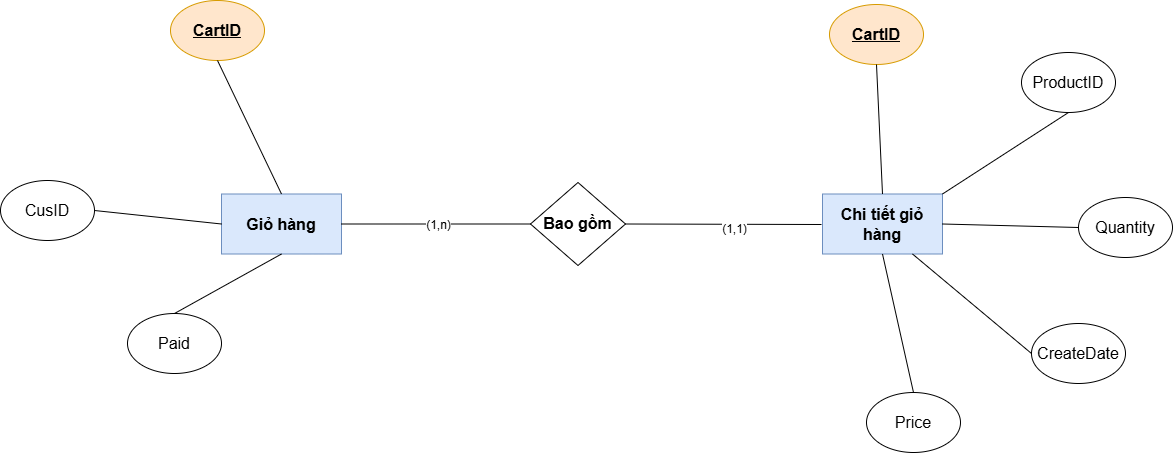 CartID
CartID
ProductID
CusID
Giỏ hàng
(1,n)
Bao gồm
(1,1)
Chi tiết giỏ
hàng
Quantity
Paid
CreateDate
Price